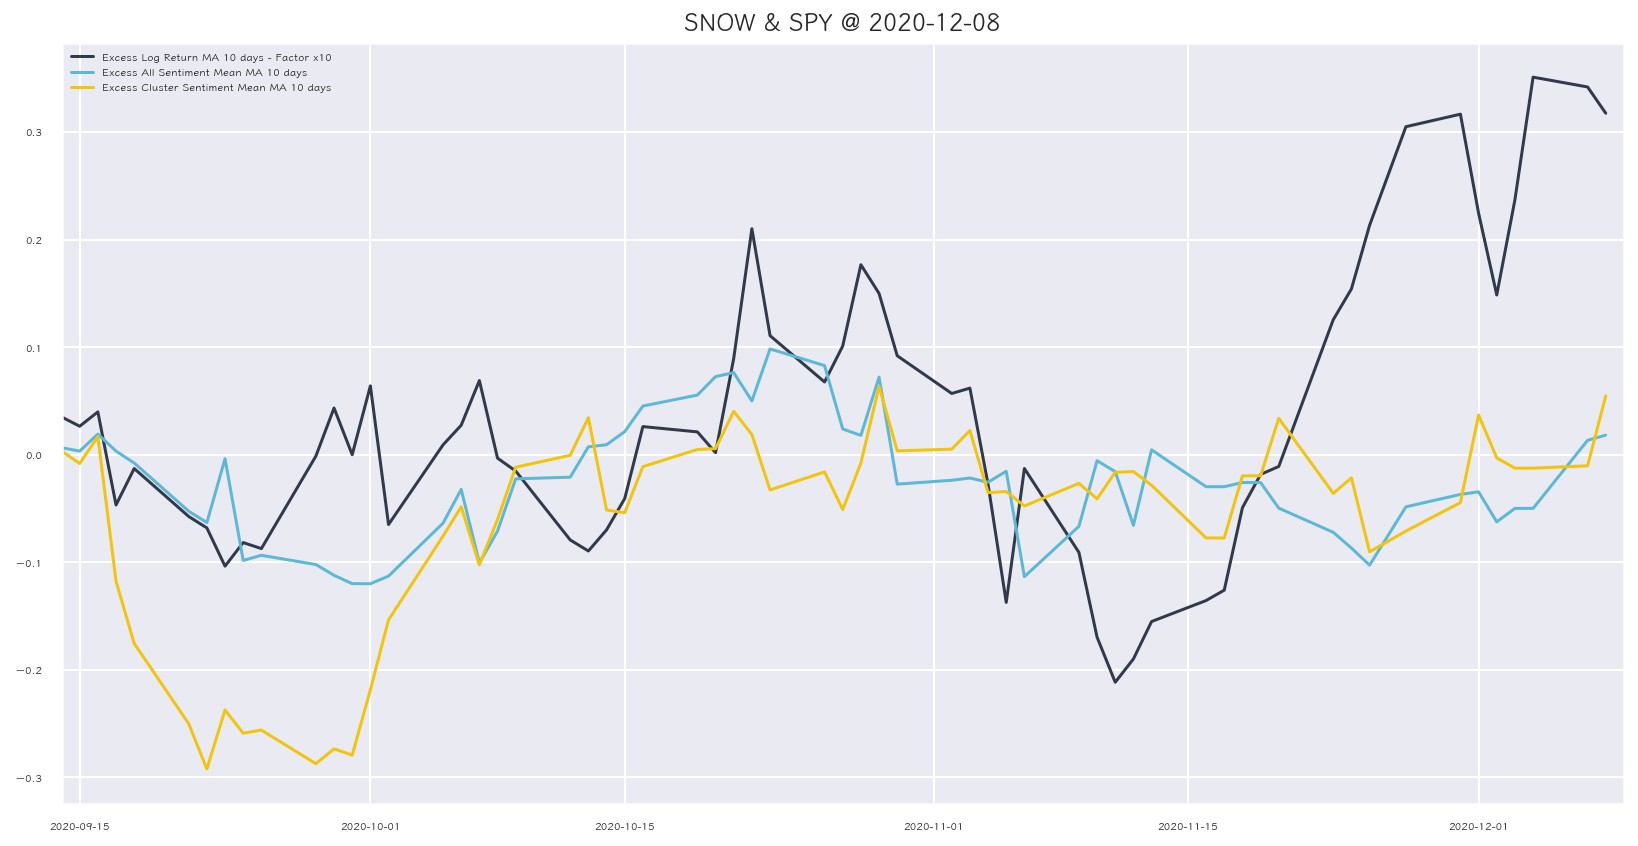 SNOW & SPY @ 2020-12-08
Excess Log Return MA 10 days - Factor x10
Excess All Sentiment Mean MA 10 days
Excess Cluster Sentiment Mean MA 10 days
0.3
0.2
0.1
0.0
−0.1
−0.2
−0.3
2020-09-15 2020-10-01 2020-10-15 2020-11-01 2020-11-15 2020-12-01